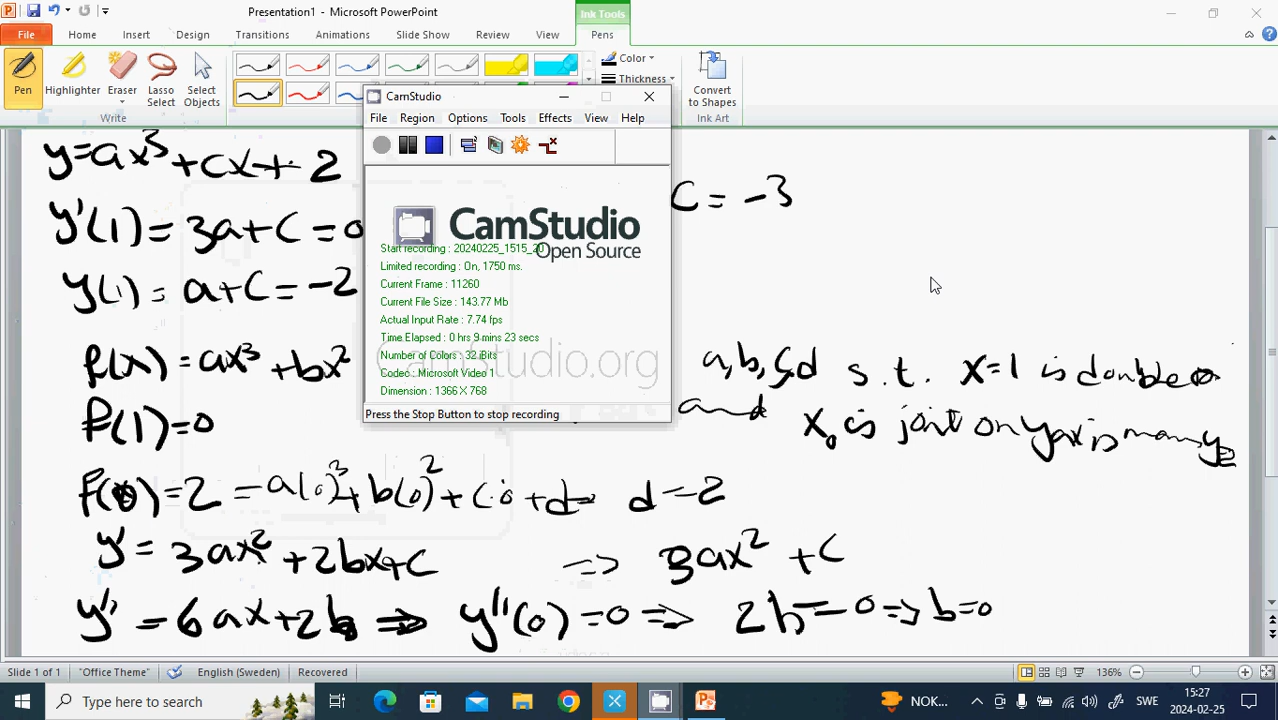 Presentation1 - Microsoft PowerPoint
Ink Tools
File Home Insert Design Transitions Animations Slide Show Review View Pens
Pen Highlighter Eraser Lasso Select Select Objects
Color
Thickness
Convert to Shapes
Write
Ink Art
CamStudio
File Region Options Tools Effects View Help
CamStudio
Open Source
Start recording : 20240225_1515_20
Limited recording : On, 1750 ms.
Current Frame : 11260
Current File Size : 143.77 Mb
Actual Input Rate : 7.74 fps
Time Elapsed : 0 hrs 9 mins 23 secs
Number of Colors : 32 iBits
Codec : Microsoft Video 1
Dimension : 1366 X 768
CamStudio.org
Press the Stop Button to stop recording
y=ax³+cx+2
y'(1)=3a+c=0
c=-3
y(1)=a+c=-2
f(x)=ax³+bx²
a,b,c,d s.t. x=1 is double
f(1)=0
and x₀ is on yaxis
f(0)=2=a(0)³+b(0)²+c·0+d= d=2
y'=3ax²+2bx+c => 3ax²+c
y''=6ax+2b => y''(0)=0=> 2b=0=>b=0
Slide 1 of 1 "Office Theme" English (Sweden) Recovered 136%
Type here to search
NOK... SWE 15:27
2024-02-25